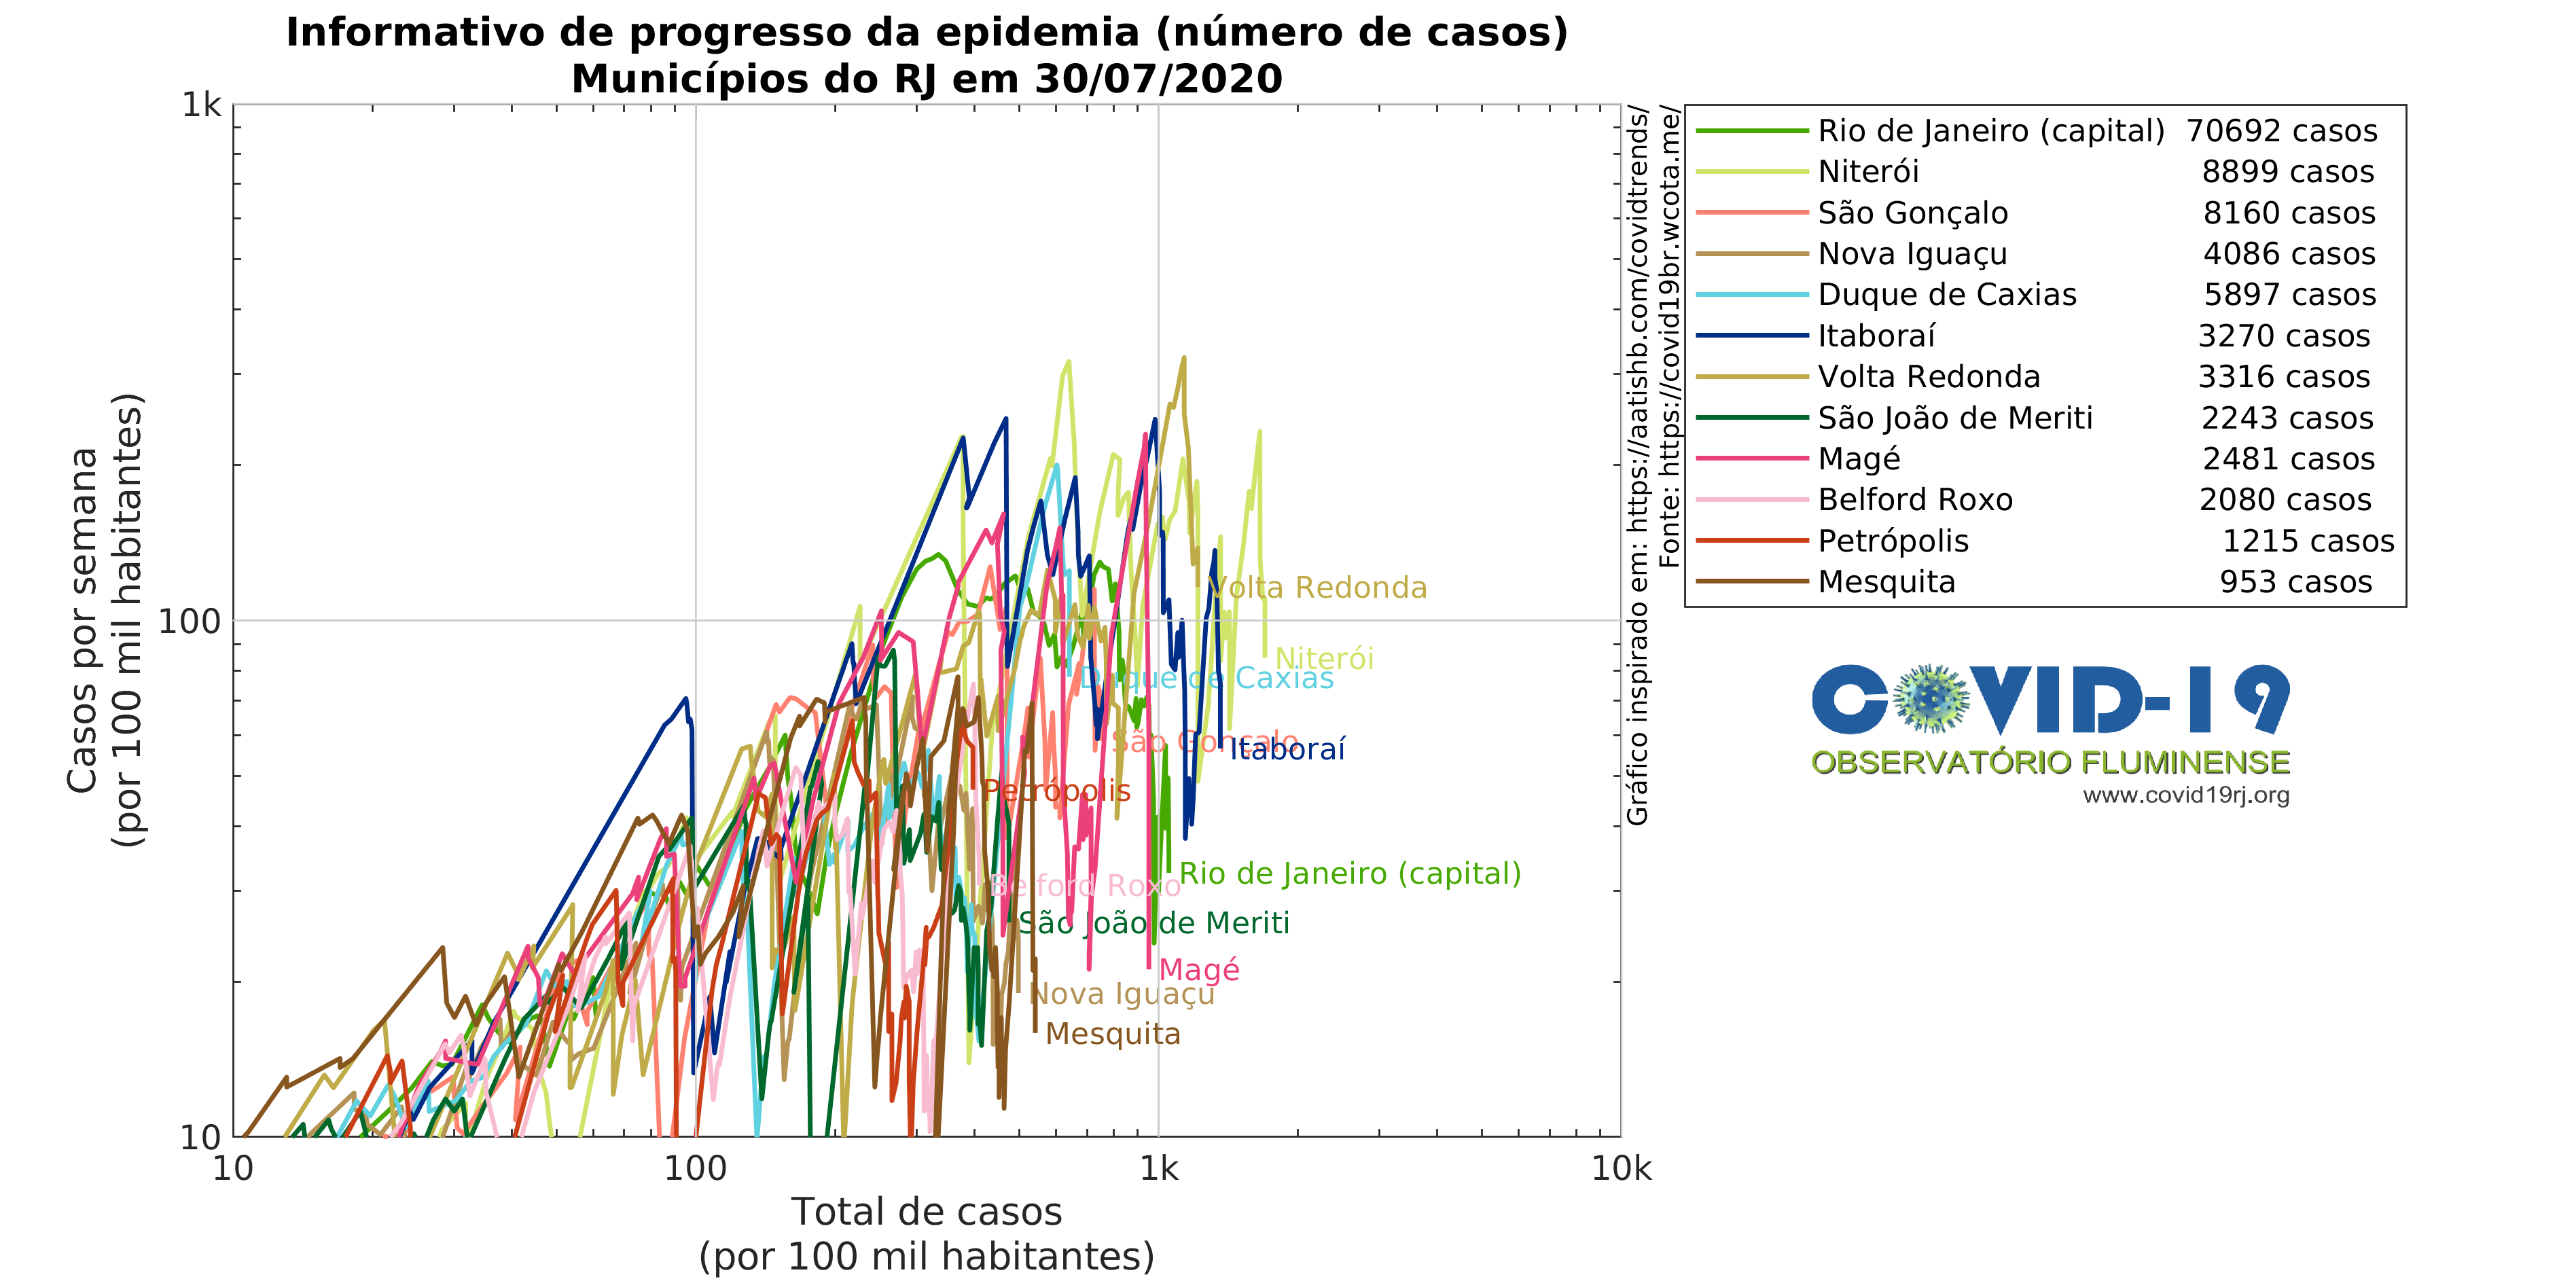 Informativo de progresso da epidemia (número de casos)
Municípios do RJ em 30/07/2020
Casos por semana
(por 100 mil habitantes)
1k
100
10
10
100
1k
10k
Total de casos
(por 100 mil habitantes)
Volta Redonda
Niterói
Duque de Caxias
São Gonçalo
Itaboraí
Petrópolis
Rio de Janeiro (capital)
Belford Roxo
São João de Meriti
Magé
Nova Iguaçu
Mesquita
Gráfico inspirado em: https://aatishb.com/covidtrends/
Fonte: https://covid19br.wcota.me/
Rio de Janeiro (capital) 70692 casos
Niterói 8899 casos
São Gonçalo 8160 casos
Nova Iguaçu 4086 casos
Duque de Caxias 5897 casos
Itaboraí 3270 casos
Volta Redonda 3316 casos
São João de Meriti 2243 casos
Magé 2481 casos
Belford Roxo 2080 casos
Petrópolis 1215 casos
Mesquita 953 casos
COVID-19
OBSERVATÓRIO FLUMINENSE
www.covid19rj.org